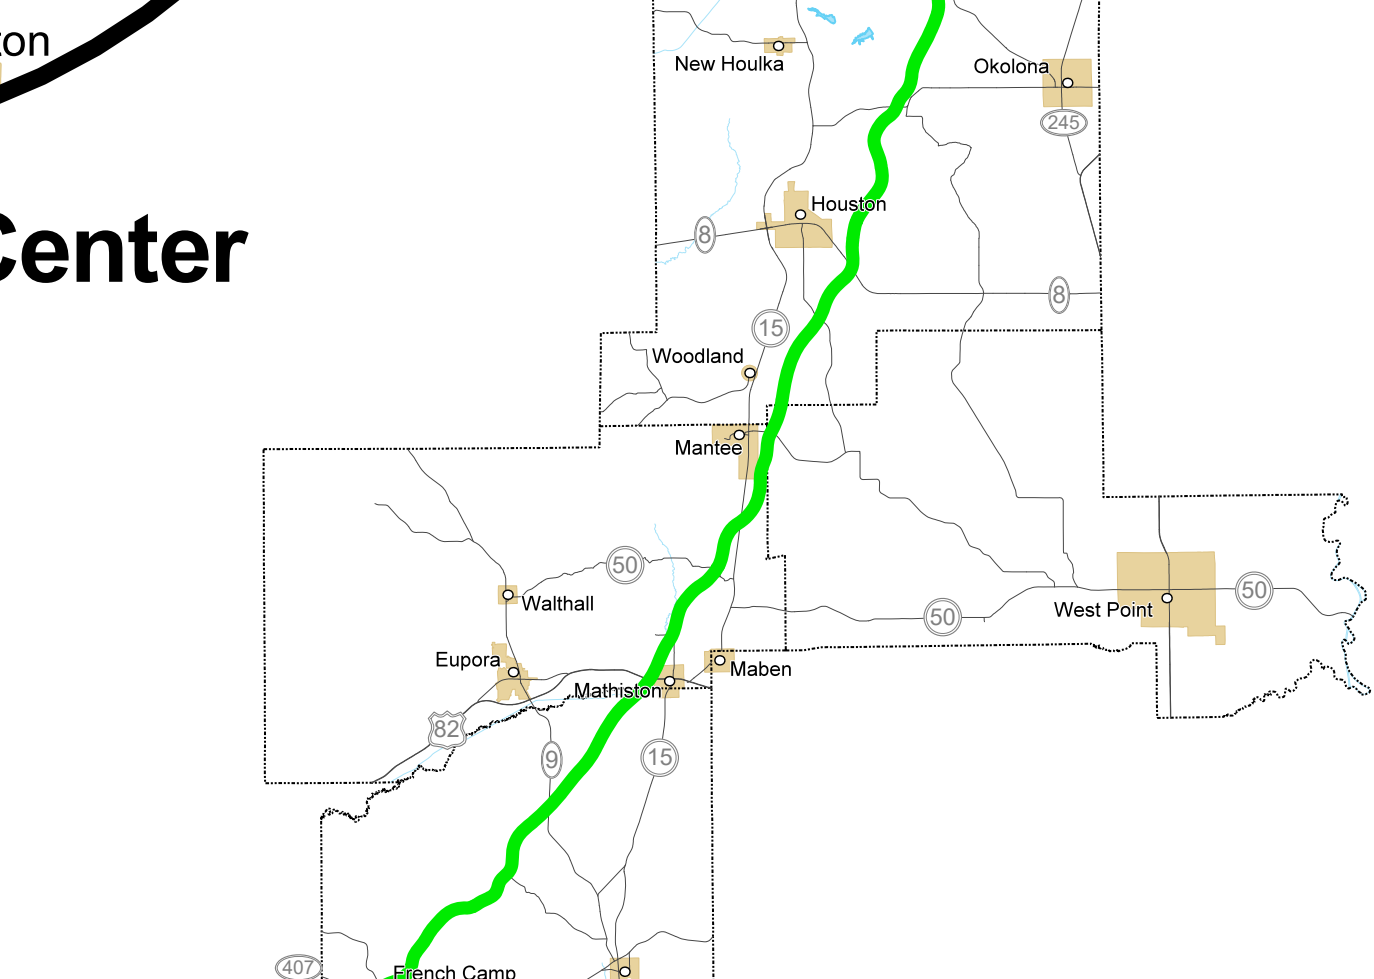 New Houlka
Okolona
245
Houston
8
8
15
Woodland
Mantee
50
Walthall
50
West Point
50
Eupora
Maben
Mathiston
82
9
15
407
French Camp
Center